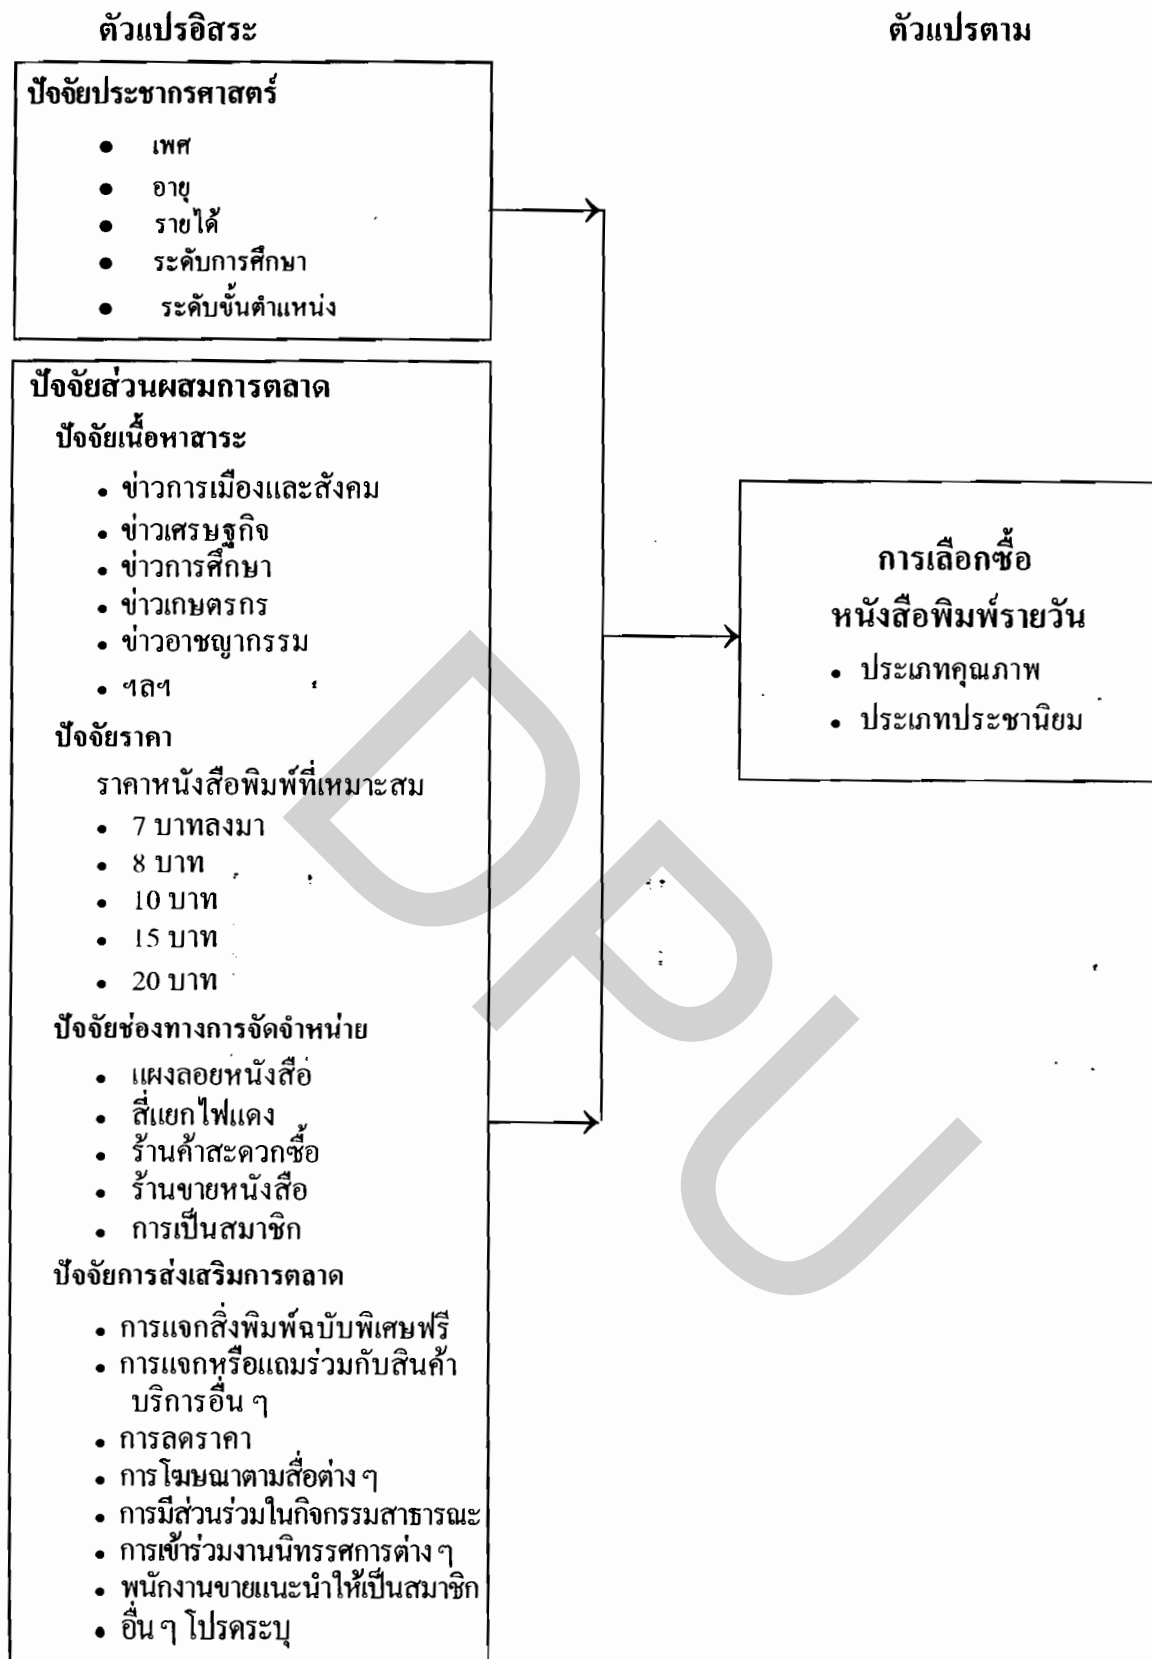 ตัวแปรอิสระ
ตัวแปรตาม
ปัจจัยประชากรศาสตร์
• เพศ
• อายุ
• รายได้
• ระดับการศึกษา
• ระดับขั้นตำแหน่ง
ปัจจัยส่วนผสมการตลาด
ปัจจัยเนื้อหาสาระ
• ข่าวการเมืองและสังคม
• ข่าวเศรษฐกิจ
• ข่าวการศึกษา
• ข่าวเกษตรกร
• ข่าวอาชญากรรม
• ฯลฯ
ปัจจัยราคา
ราคาหนังสือพิมพ์ที่เหมาะสม
• 7 บาทลงมา
• 8 บาท
• 10 บาท
• 15 บาท
• 20 บาท
ปัจจัยช่องทางการจัดจำหน่าย
• แผงลอยหนังสือ
• สี่แยกไฟแดง
• ร้านค้าสะดวกซื้อ
• ร้านขายหนังสือ
• การเป็นสมาชิก
ปัจจัยการส่งเสริมการตลาด
• การแจกสิ่งพิมพ์ฉบับพิเศษฟรี
• การแจกหรือแถมร่วมกับสินค้า
บริการอื่น ๆ
• การลดราคา
• การโฆษณาตามสื่อต่าง ๆ
• การมีส่วนร่วมในกิจกรรมสาธารณะ
• การเข้าร่วมงานนิทรรศการต่าง ๆ
• พนักงานขายแนะนำให้เป็นสมาชิก
• อื่น ๆ โปรดระบุ
การเลือกซื้อ
หนังสือพิมพ์รายวัน
• ประเภทคุณภาพ
• ประเภทประชานิยม
DPU